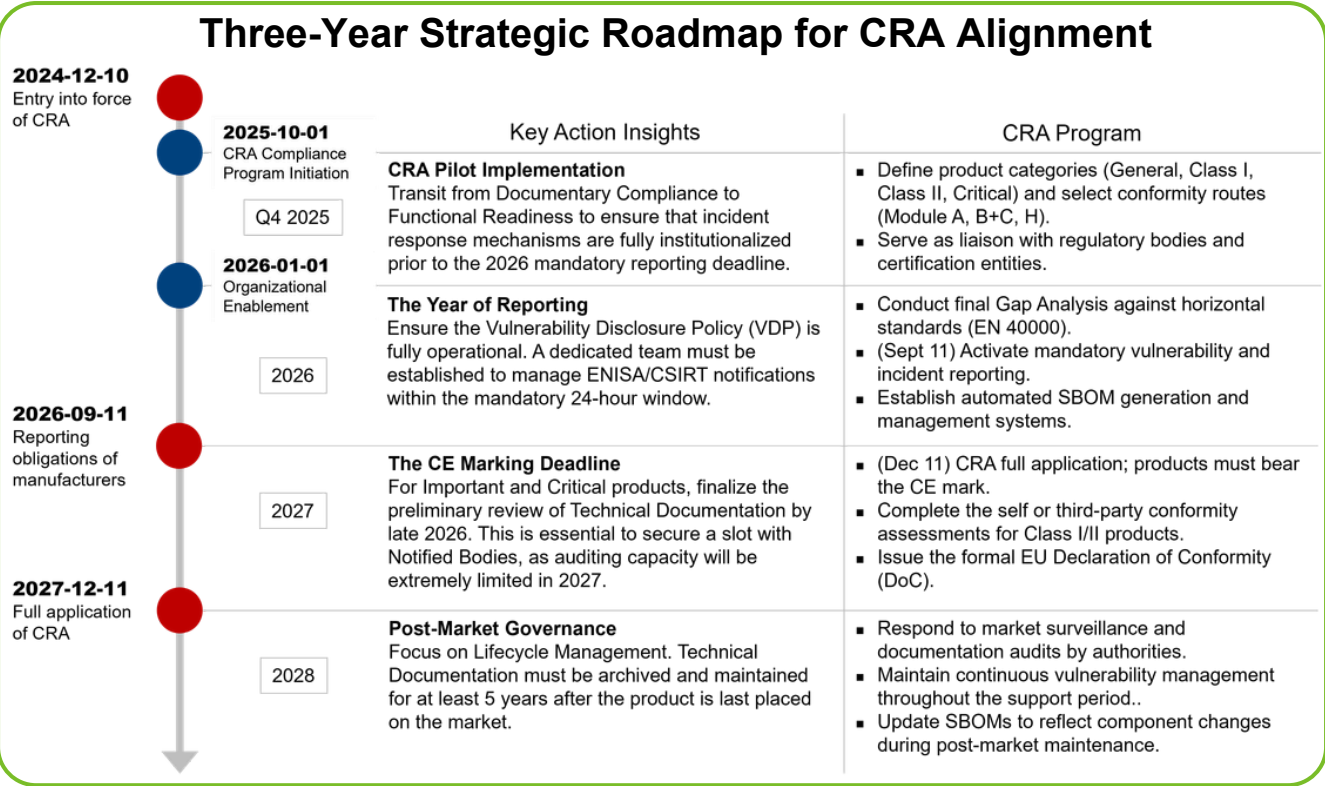 Three-Year Strategic Roadmap for CRA Alignment
2024-12-10
Entry into force
of CRA
2025-10-01
CRA Compliance
Program Initiation
Q4 2025
2026-01-01
Organizational
Enablement
2026
2026-09-11
Reporting
obligations of
manufacturers
2027
2027-12-11
Full application
of CRA
2028
Key Action Insights
CRA Program
CRA Pilot Implementation
Transit from Documentary Compliance to
Functional Readiness to ensure that incident
response mechanisms are fully institutionalized
prior to the 2026 mandatory reporting deadline.
▪ Define product categories (General, Class I,
Class II, Critical) and select conformity routes
(Module A, B+C, H).
▪ Serve as liaison with regulatory bodies and
certification entities.
The Year of Reporting
Ensure the Vulnerability Disclosure Policy (VDP) is
fully operational. A dedicated team must be
established to manage ENISA/CSIRT notifications
within the mandatory 24-hour window.
▪ Conduct final Gap Analysis against horizontal
standards (EN 40000).
▪ (Sept 11) Activate mandatory vulnerability and
incident reporting.
▪ Establish automated SBOM generation and
management systems.
The CE Marking Deadline
For Important and Critical products, finalize the
preliminary review of Technical Documentation by
late 2026. This is essential to secure a slot with
Notified Bodies, as auditing capacity will be
extremely limited in 2027.
▪ (Dec 11) CRA full application; products must bear
the CE mark.
▪ Complete the self or third-party conformity
assessments for Class I/II products.
▪ Issue the formal EU Declaration of Conformity
(DoC).
Post-Market Governance
Focus on Lifecycle Management. Technical
Documentation must be archived and maintained
for at least 5 years after the product is last placed
on the market.
▪ Respond to market surveillance and
documentation audits by authorities.
▪ Maintain continuous vulnerability management
throughout the support period..
▪ Update SBOMs to reflect component changes
during post-market maintenance.